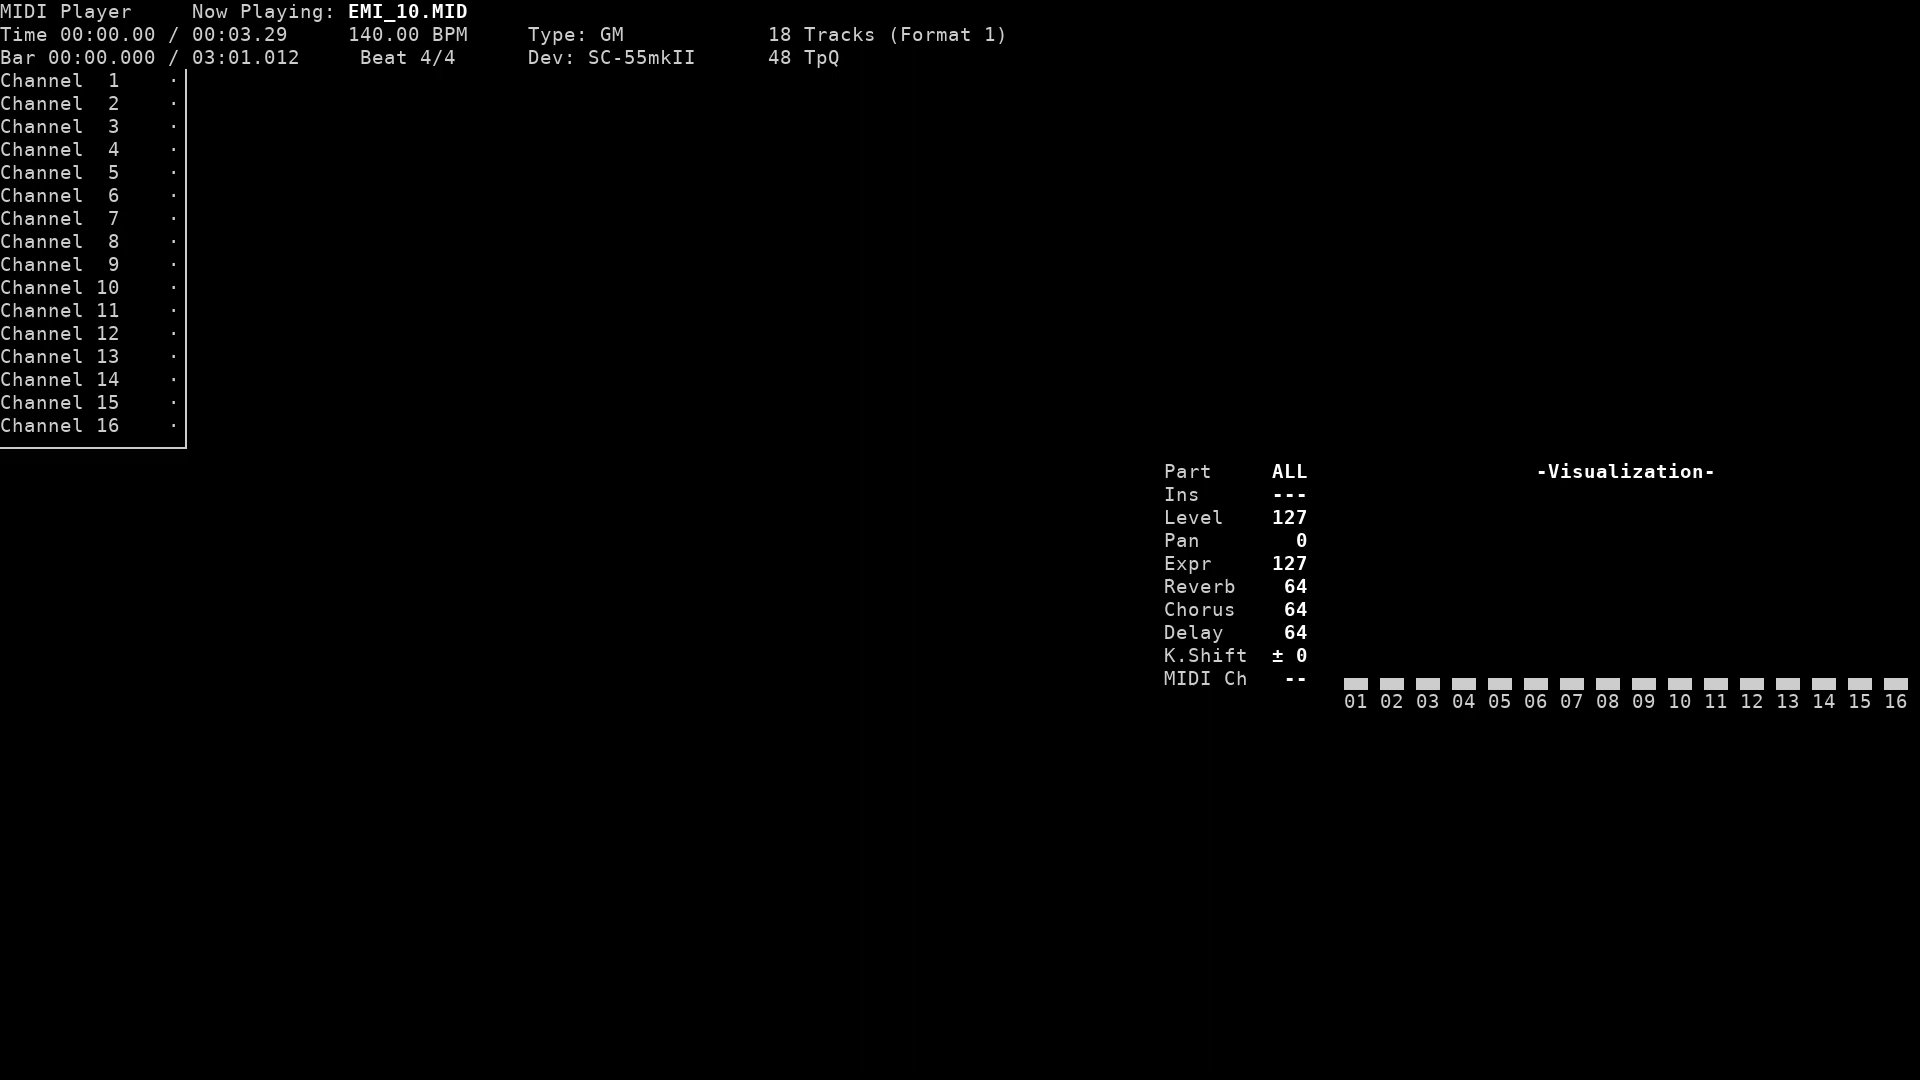 MIDI Player     Now Playing: EMI_10.MID
Time 00:00.00 / 00:03.29     140.00 BPM     Type: GM            18 Tracks (Format 1)
Bar 00:00.000 / 03:01.012     Beat 4/4      Dev: SC-55mkII      48 TpQ
Channel  1    ·
Channel  2    ·
Channel  3    ·
Channel  4    ·
Channel  5    ·
Channel  6    ·
Channel  7    ·
Channel  8    ·
Channel  9    ·
Channel 10    ·
Channel 11    ·
Channel 12    ·
Channel 13    ·
Channel 14    ·
Channel 15    ·
Channel 16    ·
Part     ALL     -Visualization-
Ins      ---
Level    127
Pan      0
Expr     127
Reverb   64
Chorus   64
Delay    64
K.Shift  ± 0
MIDI Ch  --
01 02 03 04 05 06 07 08 09 10 11 12 13 14 15 16